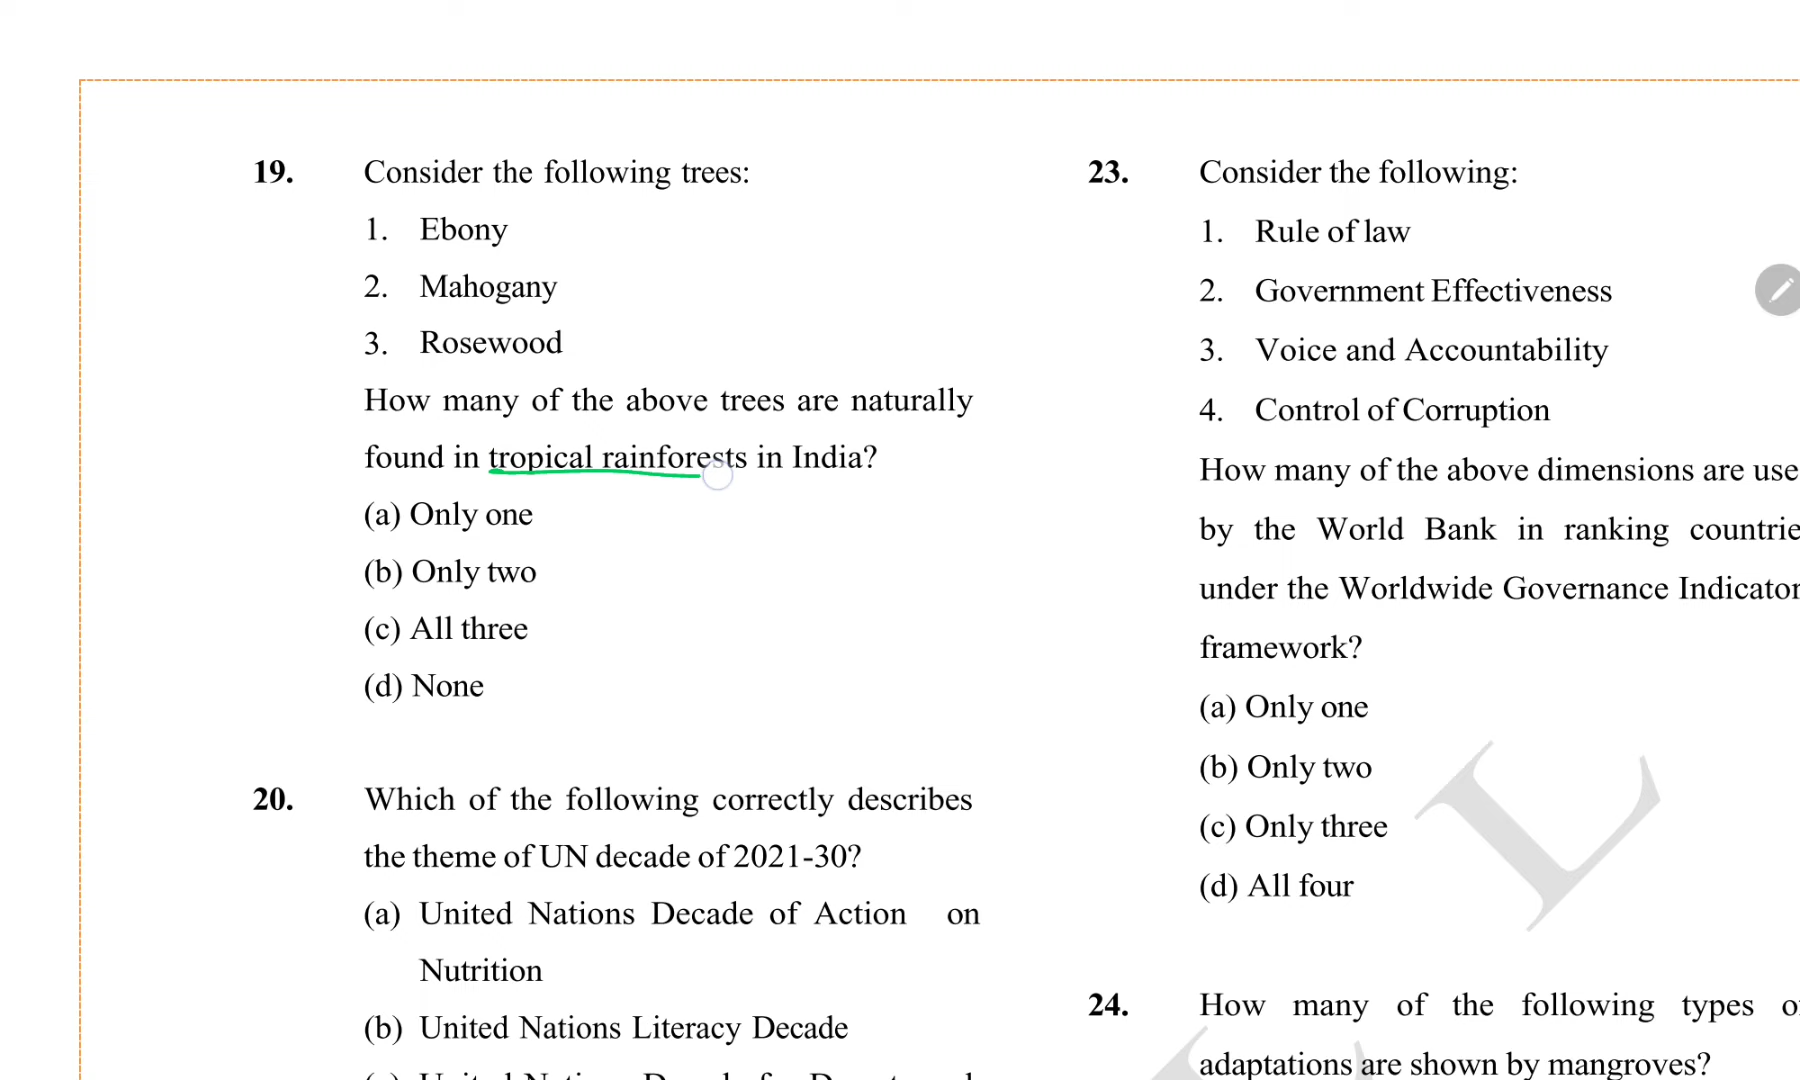 19. Consider the following trees:
1. Ebony
2. Mahogany
3. Rosewood
How many of the above trees are naturally
found in tropical rainforests in India?
(a) Only one
(b) Only two
(c) All three
(d) None
20. Which of the following correctly describes
the theme of UN decade of 2021-30?
(a) United Nations Decade of Action on
Nutrition
(b) United Nations Literacy Decade
23. Consider the following:
1. Rule of law
2. Government Effectiveness
3. Voice and Accountability
4. Control of Corruption
How many of the above dimensions are use
by the World Bank in ranking countrie
under the Worldwide Governance Indicator
framework?
(a) Only one
(b) Only two
(c) Only three
(d) All four
24. How many of the following types of
adaptations are shown by mangroves?
L